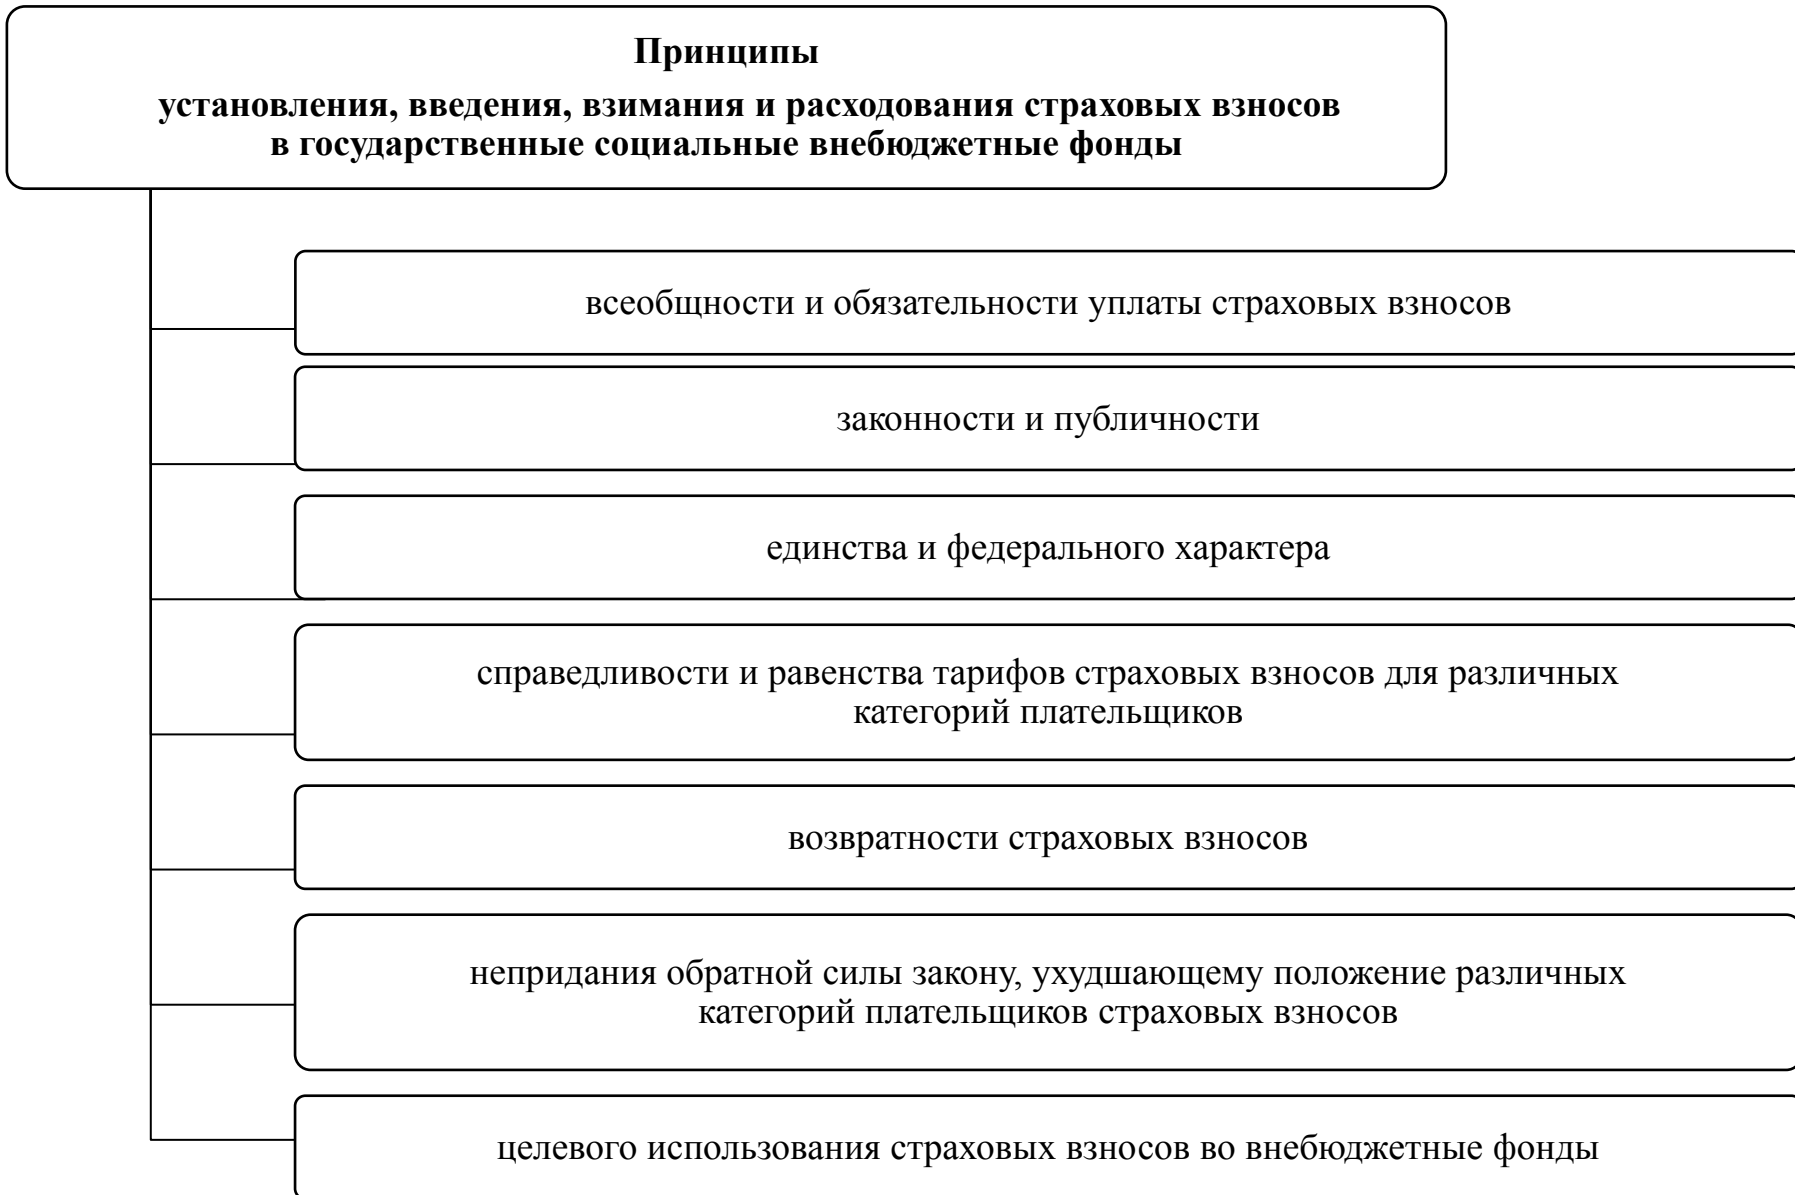 Принципы
установления, введения, взимания и расходования страховых взносов
в государственные социальные внебюджетные фонды
всеобщности и обязательности уплаты страховых взносов
законности и публичности
единства и федерального характера
справедливости и равенства тарифов страховых взносов для различных
категорий плательщиков
возвратности страховых взносов
непридания обратной силы закону, ухудшающему положение различных
категорий плательщиков страховых взносов
целевого использования страховых взносов во внебюджетные фонды